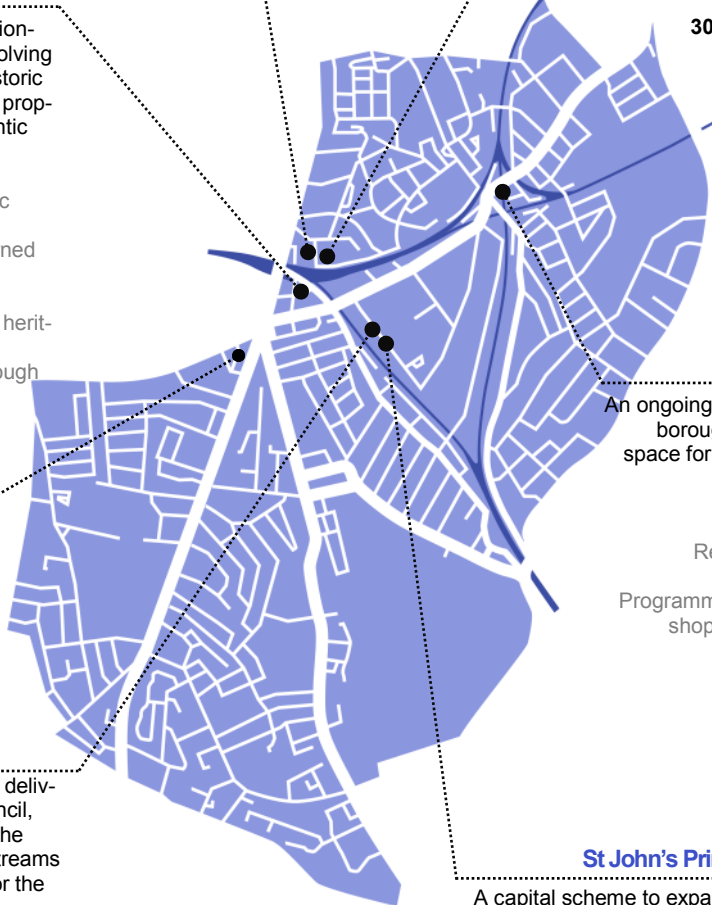 30
ion-
olving
storic
prop-
ntic
c
ned
herit-
ough
An ongoing
boroug
space for
Re
Programm
shop
deliv-
ncil,
he
treams
or the
St John's Pri
A capital scheme to expa